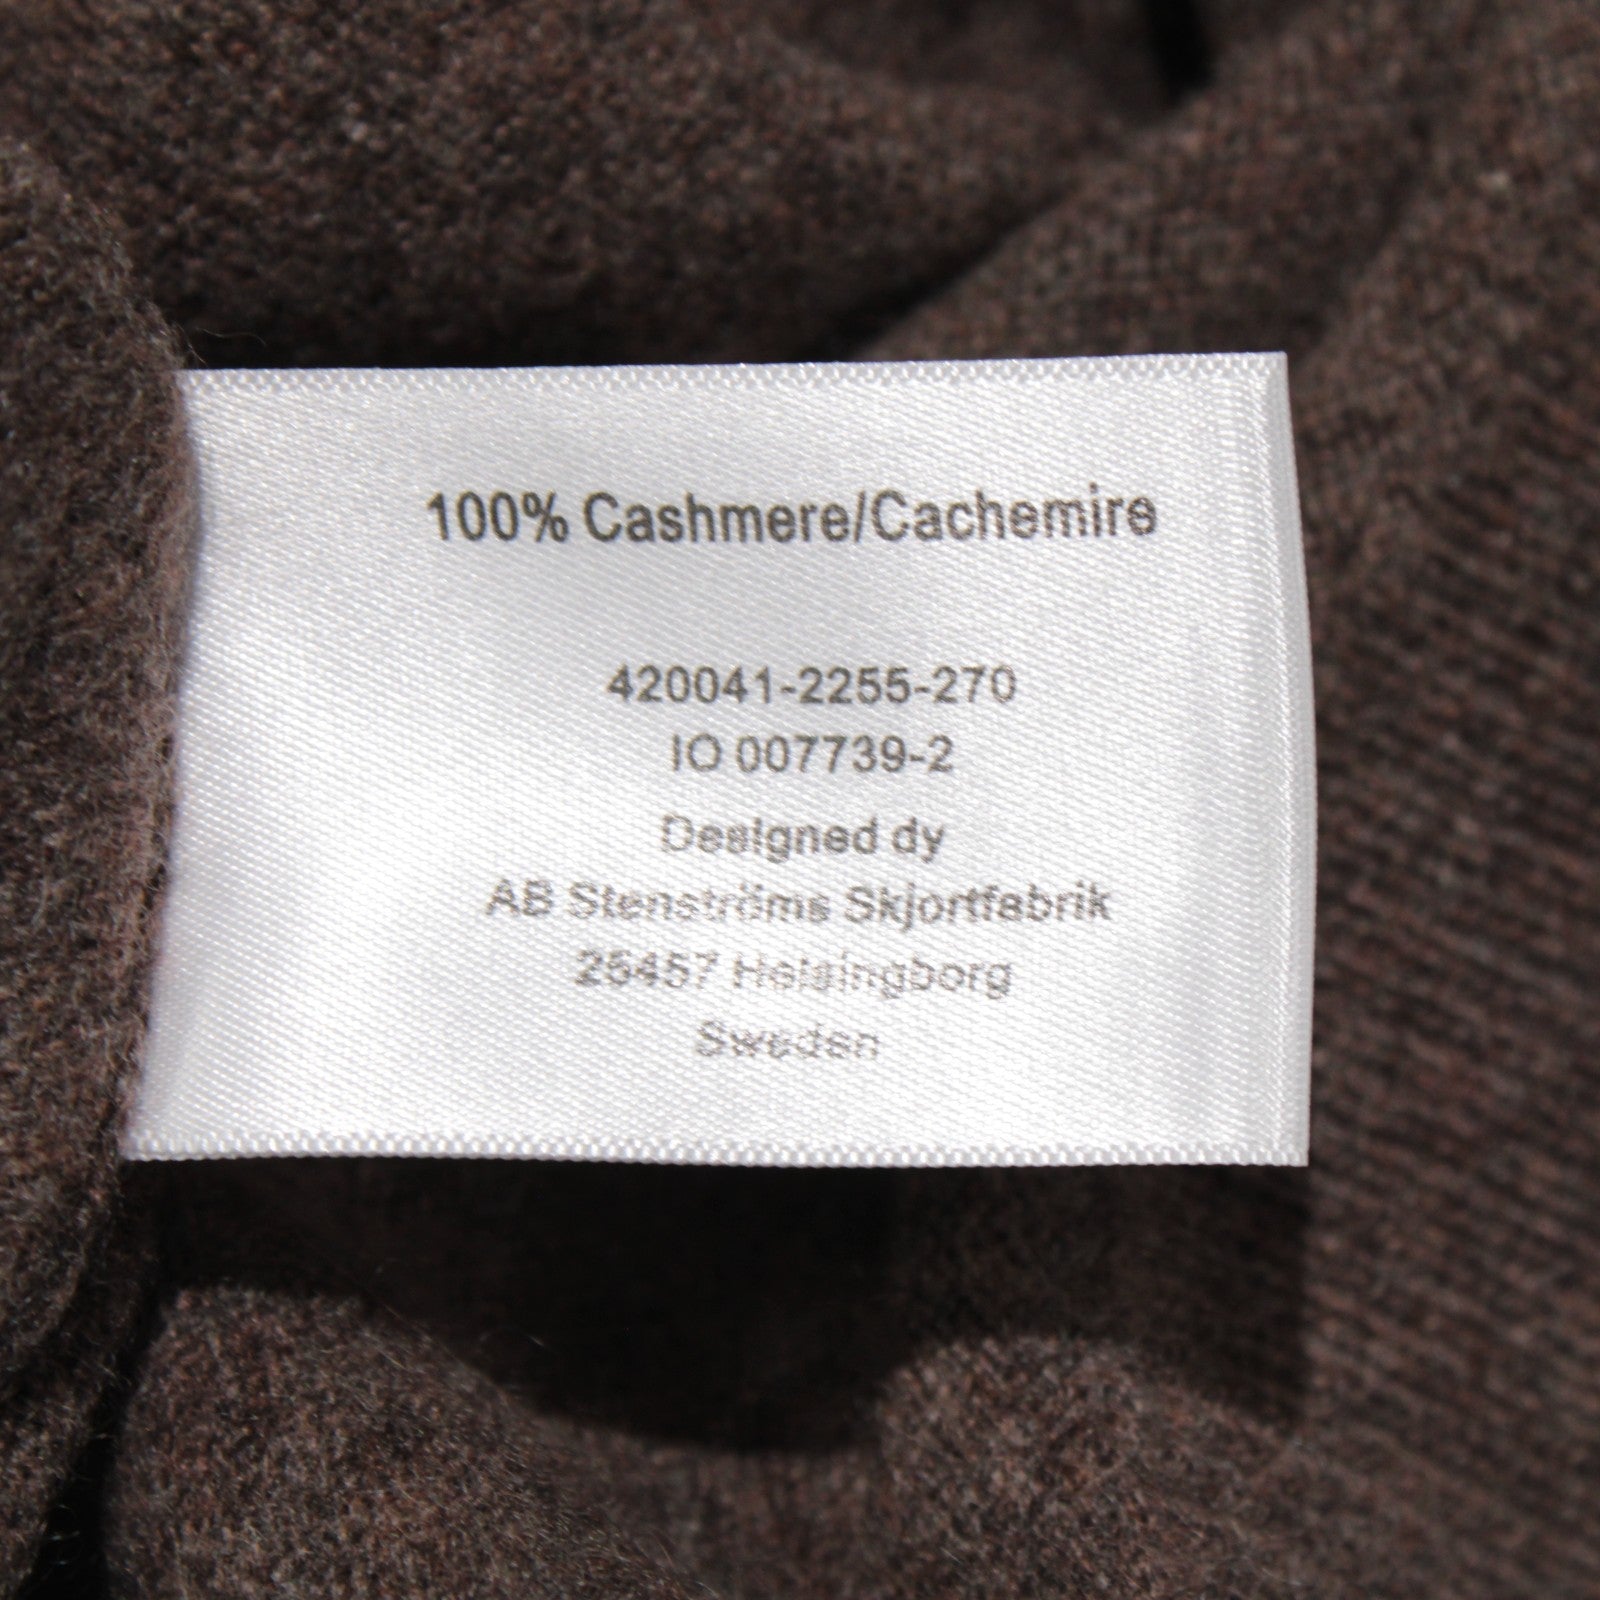 100% Cashmere/Cachemire
420041-2255-270
IO 007739-2
Designed dy
AB Stenströms Skjortfabrik
25457 Helsingborg
Sweden